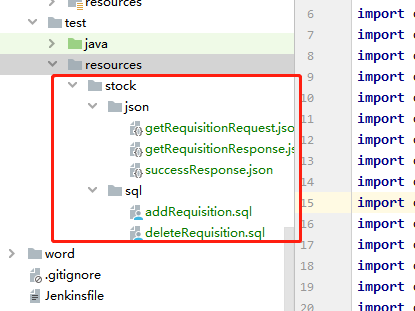 resources
test
java
resources
stock
json
getRequisitionRequest.jso
getRequisitionResponse.js
successResponse.json
sql
addRequisition.sql
deleteRequisition.sql
word
.gitignore
Jenkinsfile
6 import
7 import
8 import
9 import
10 import
11 import
12 import
13 import
14 import
15 import
16 import
17 import
18 import
19 import
20 import